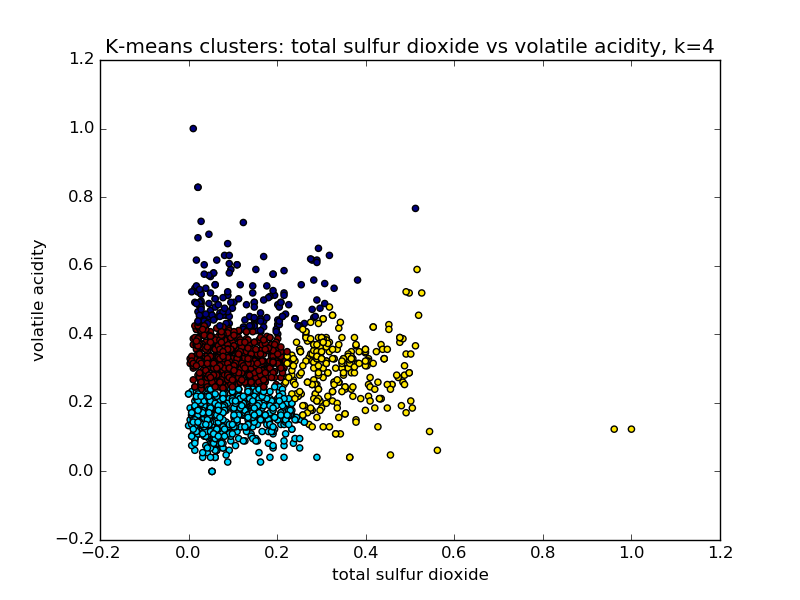 K-means clusters: total sulfur dioxide vs volatile acidity, k=4
1.2
1.0
0.8
0.6
0.4
0.2
0.0
−0.2
volatile acidity
−0.2 0.0 0.2 0.4 0.6 0.8 1.0 1.2
total sulfur dioxide